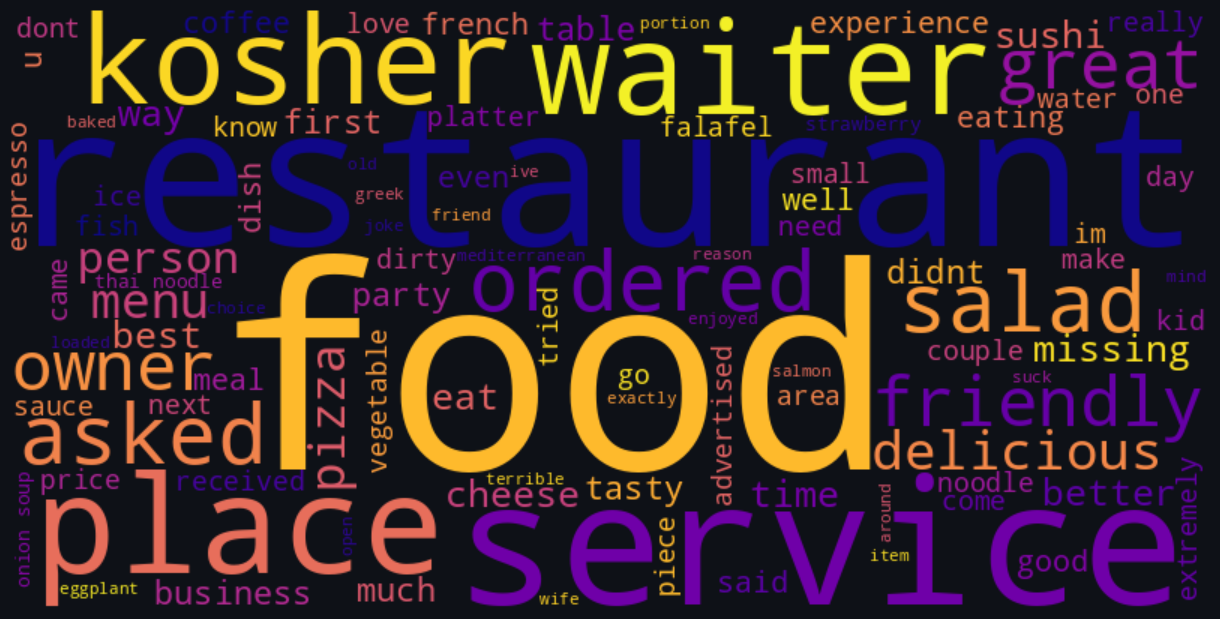 dont
coffee
love
french
table
portion
experience
really
u
kosher
waiter
sushi
great
water
one
baked
way
know
first
platter
falafel
strawberry
eating
espresso
restaurant
old
ice
dish
even
ive
greek
small
well
day
fish
joke
friend
need
im
person
dirty
mediterranean
reason
make
came
thai noodle
menu
choice
party
ordered
didnt
mind
salad
tried
food
enjoyed
kid
best
loaded
couple
missing
owner
meal
pizza
vegetable
eat
go
exactly
advertised
salmon
area
suck
friendly
sauce
next
asked
delicious
onion soup
price
received
terrible
cheese
tasty
time
noodle
come
better
extremely
place
open
service
piece
around
item
good
eggplant
business
much
wife
said